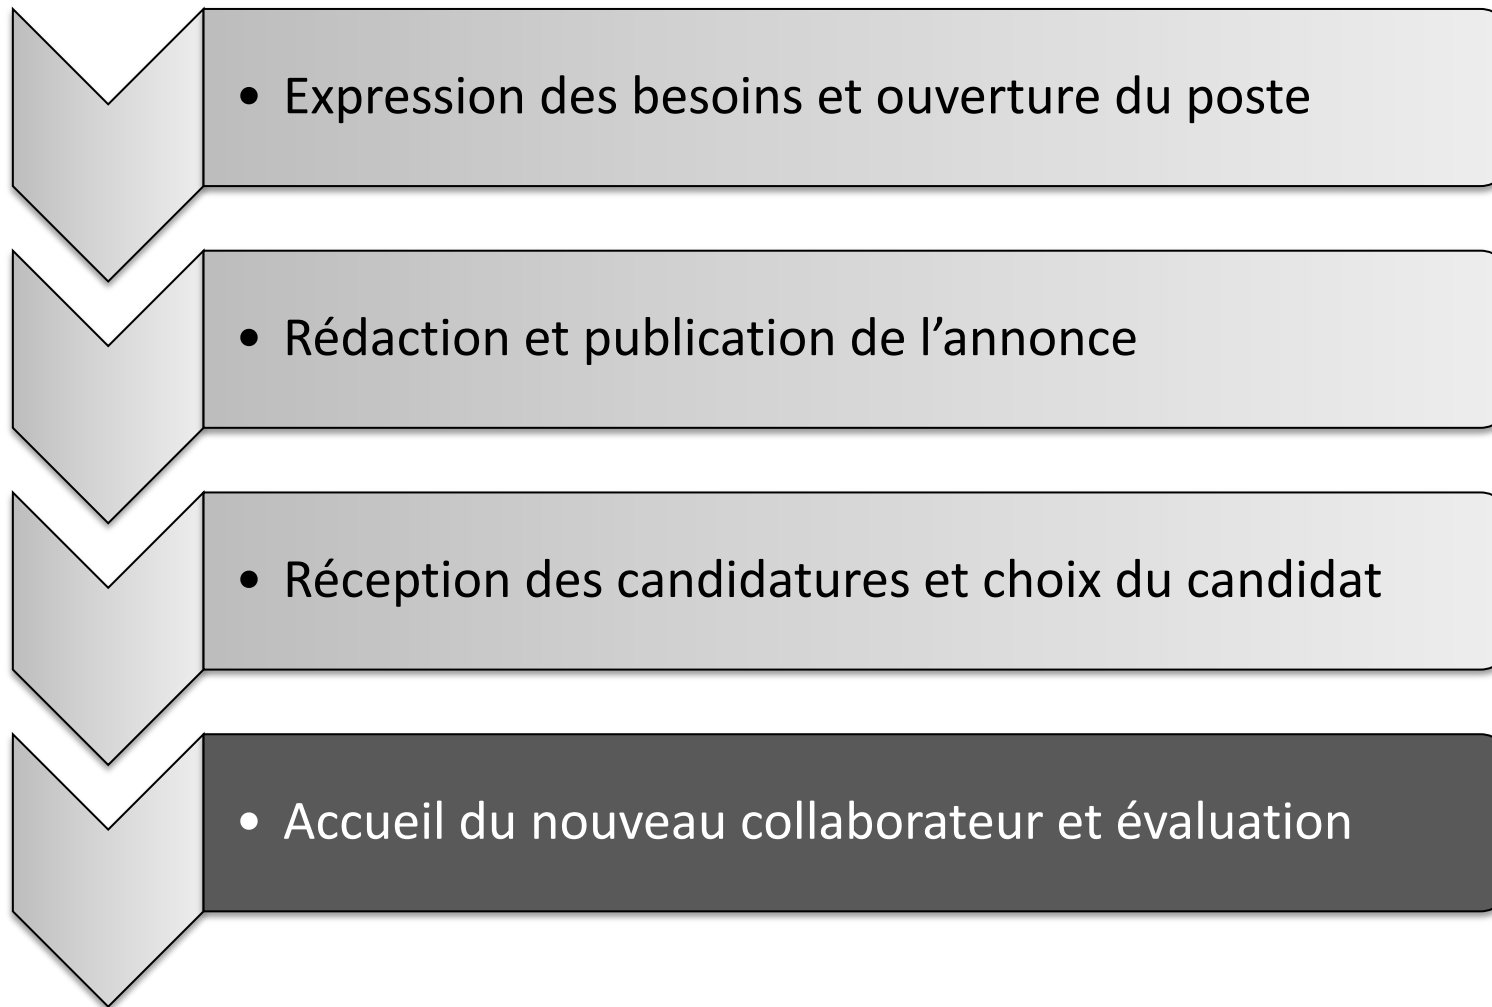 • Expression des besoins et ouverture du poste
• Rédaction et publication de l’annonce
• Réception des candidatures et choix du candidat
• Accueil du nouveau collaborateur et évaluation